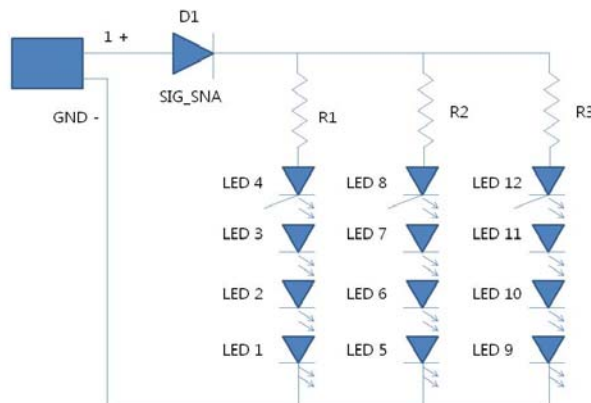 D1
1 +
SIG_SNA
GND -
R1
R2
R3
LED 4
LED 8
LED 12
LED 3
LED 7
LED 11
LED 2
LED 6
LED 10
LED 1
LED 5
LED 9